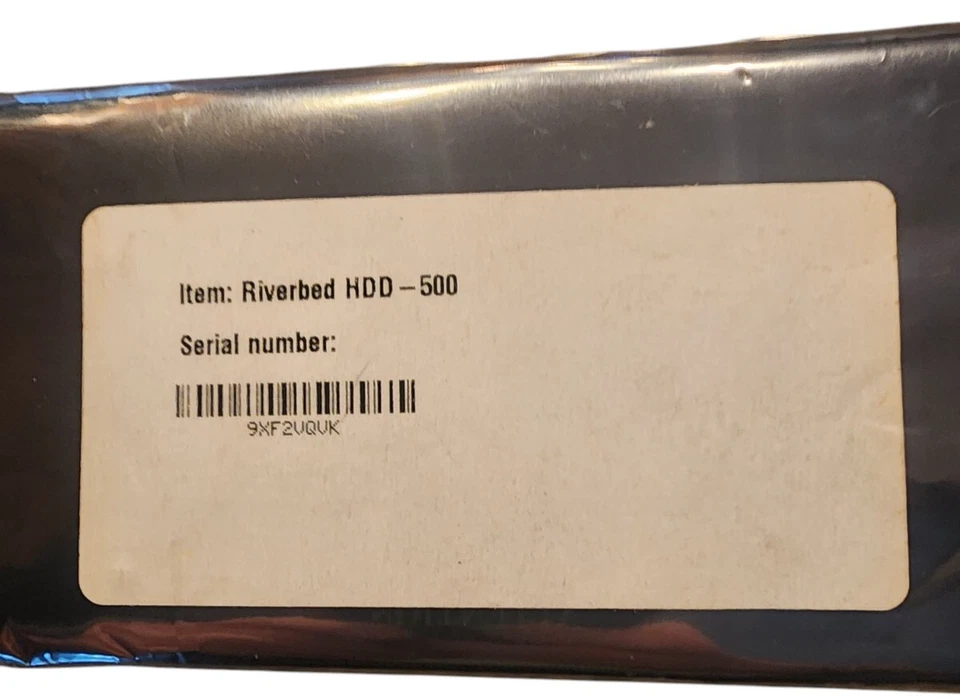 Item: Riverbed HDD – 500
Serial number:
9XF2VQVK